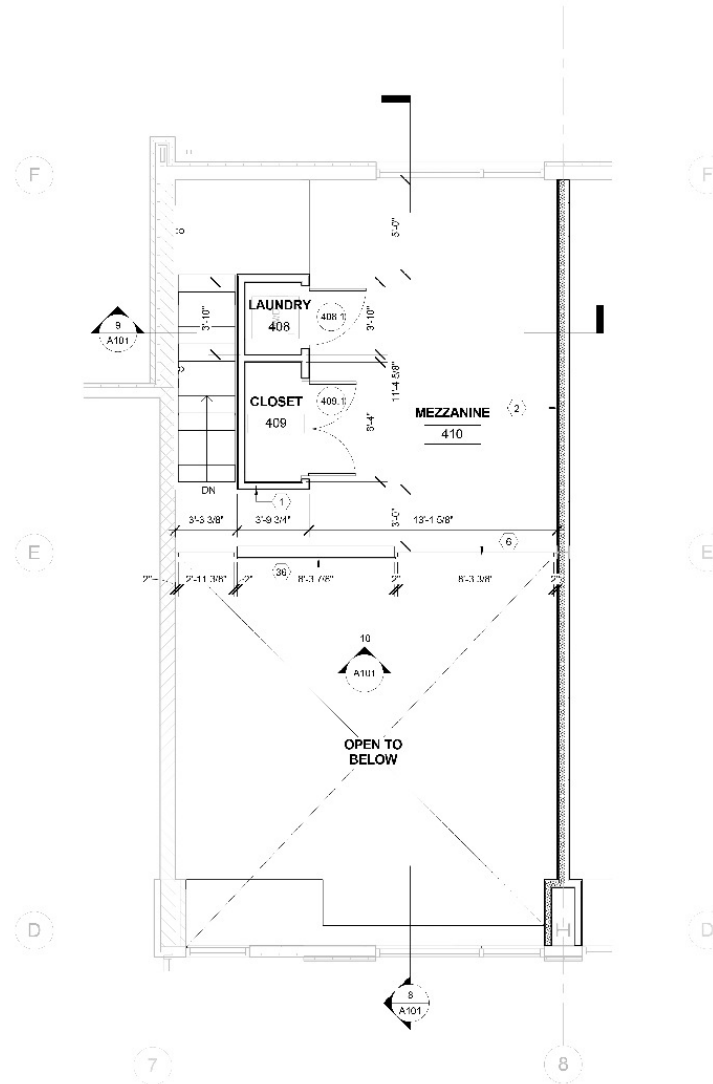 F
F
5'-0"
LAUNDRY
408
408.1
3'-10"
3'-10"
9
A101
11'-4 5/8"
CLOSET
409
409.1
6'-4"
MEZZANINE
410
2
DN
1
3'-3 3/8"
3'-9 3/4"
3'-0"
13'-1 5/8"
E
6
E
2"
2'-11 3/8"
2"
36
8'-3 7/8"
2"
8'-3 3/8"
2"
10
A101
OPEN TO
BELOW
D
D
8
A101
7
8